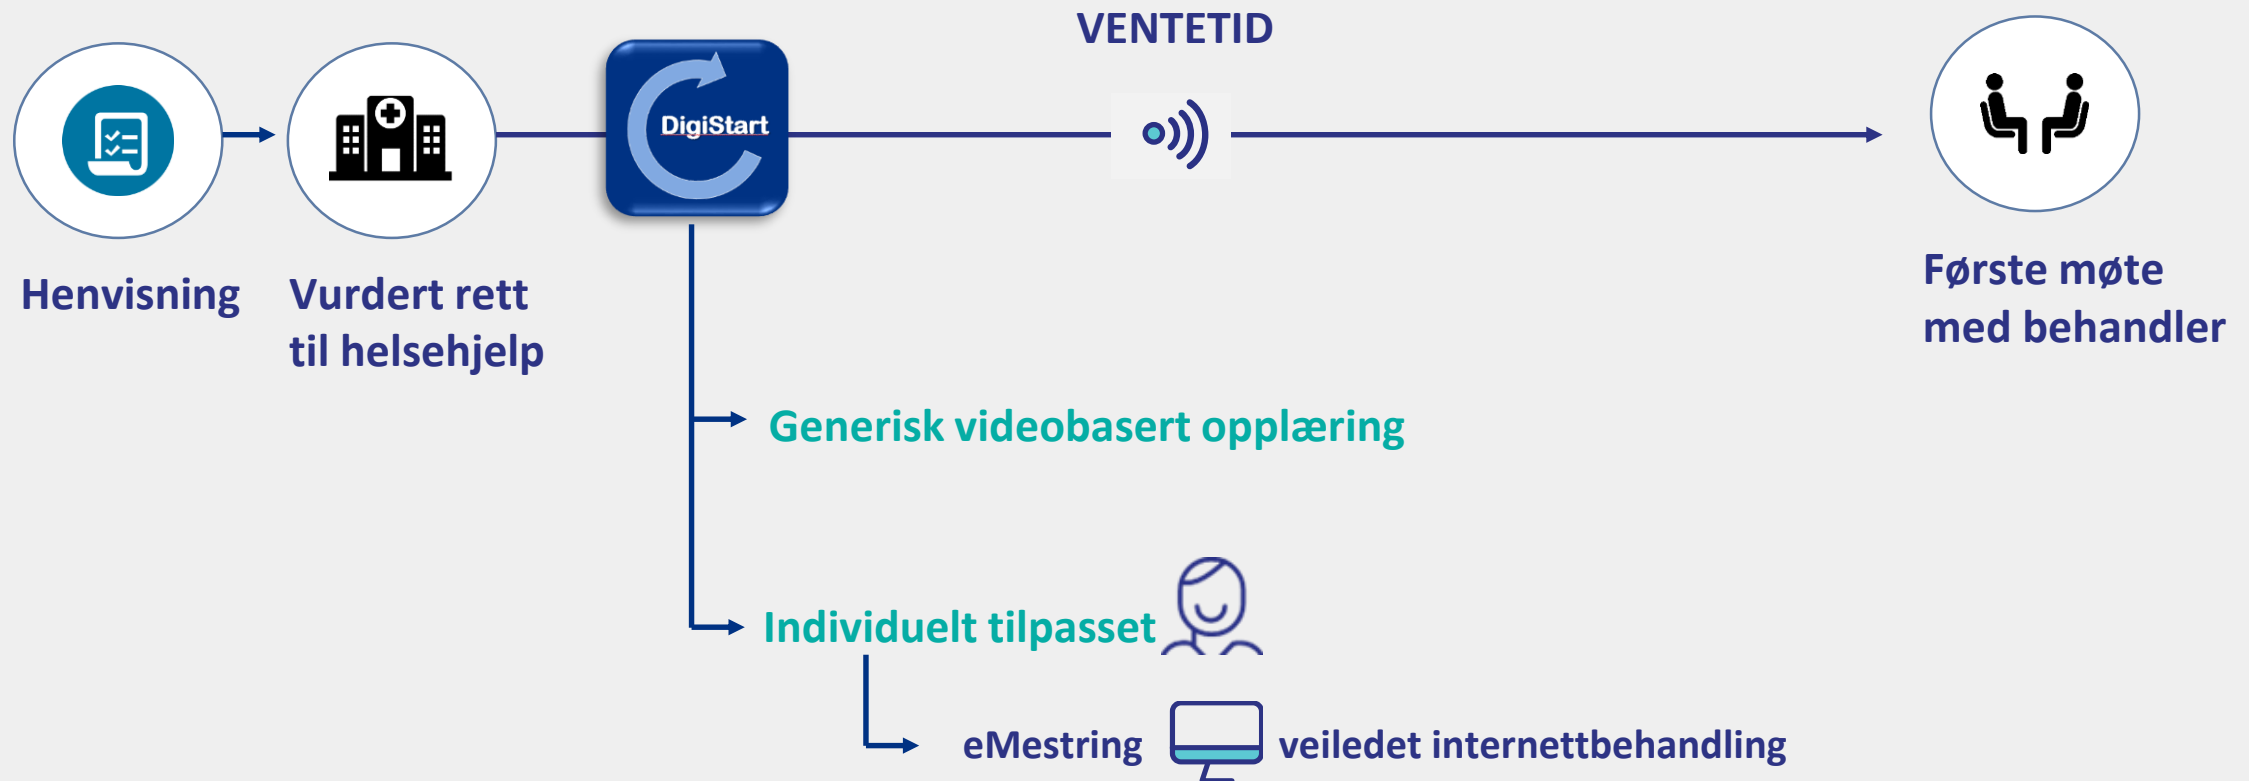 VENTETID
DigiStart
Henvisning
Vurdert rett
til helsehjelp
Første møte
med behandler
Generisk videobasert opplæring
Individuelt tilpasset
eMestring veiledet internettbehandling